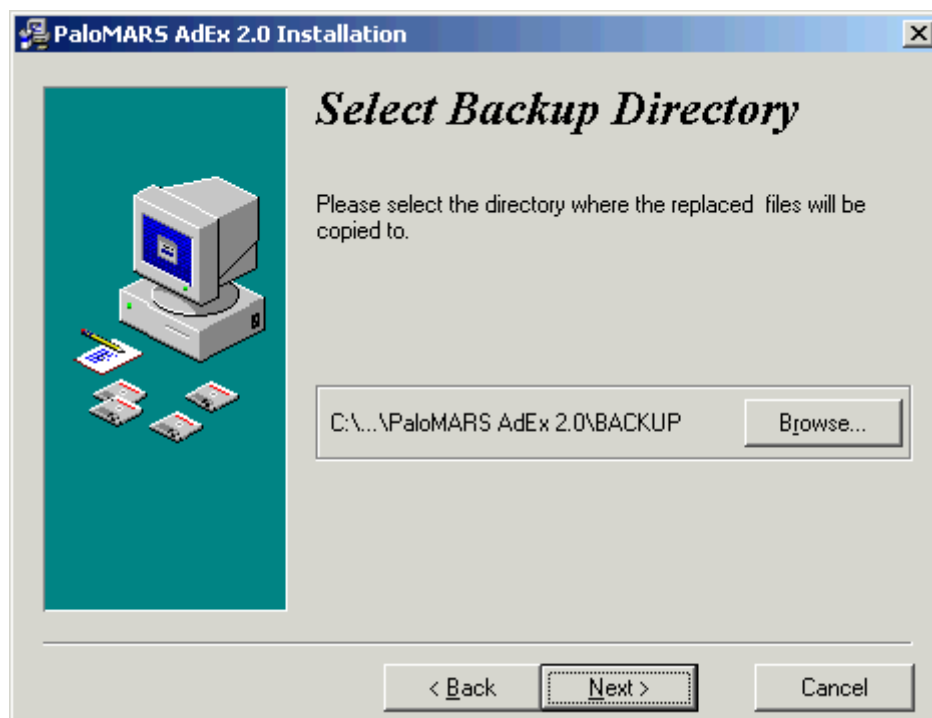 PaloMARS AdEx 2.0 Installation
Select Backup Directory
Please select the directory where the replaced  files will be
copied to.
C:\...\PaloMARS AdEx 2.0\BACKUP
Browse...
< Back
Next >
Cancel